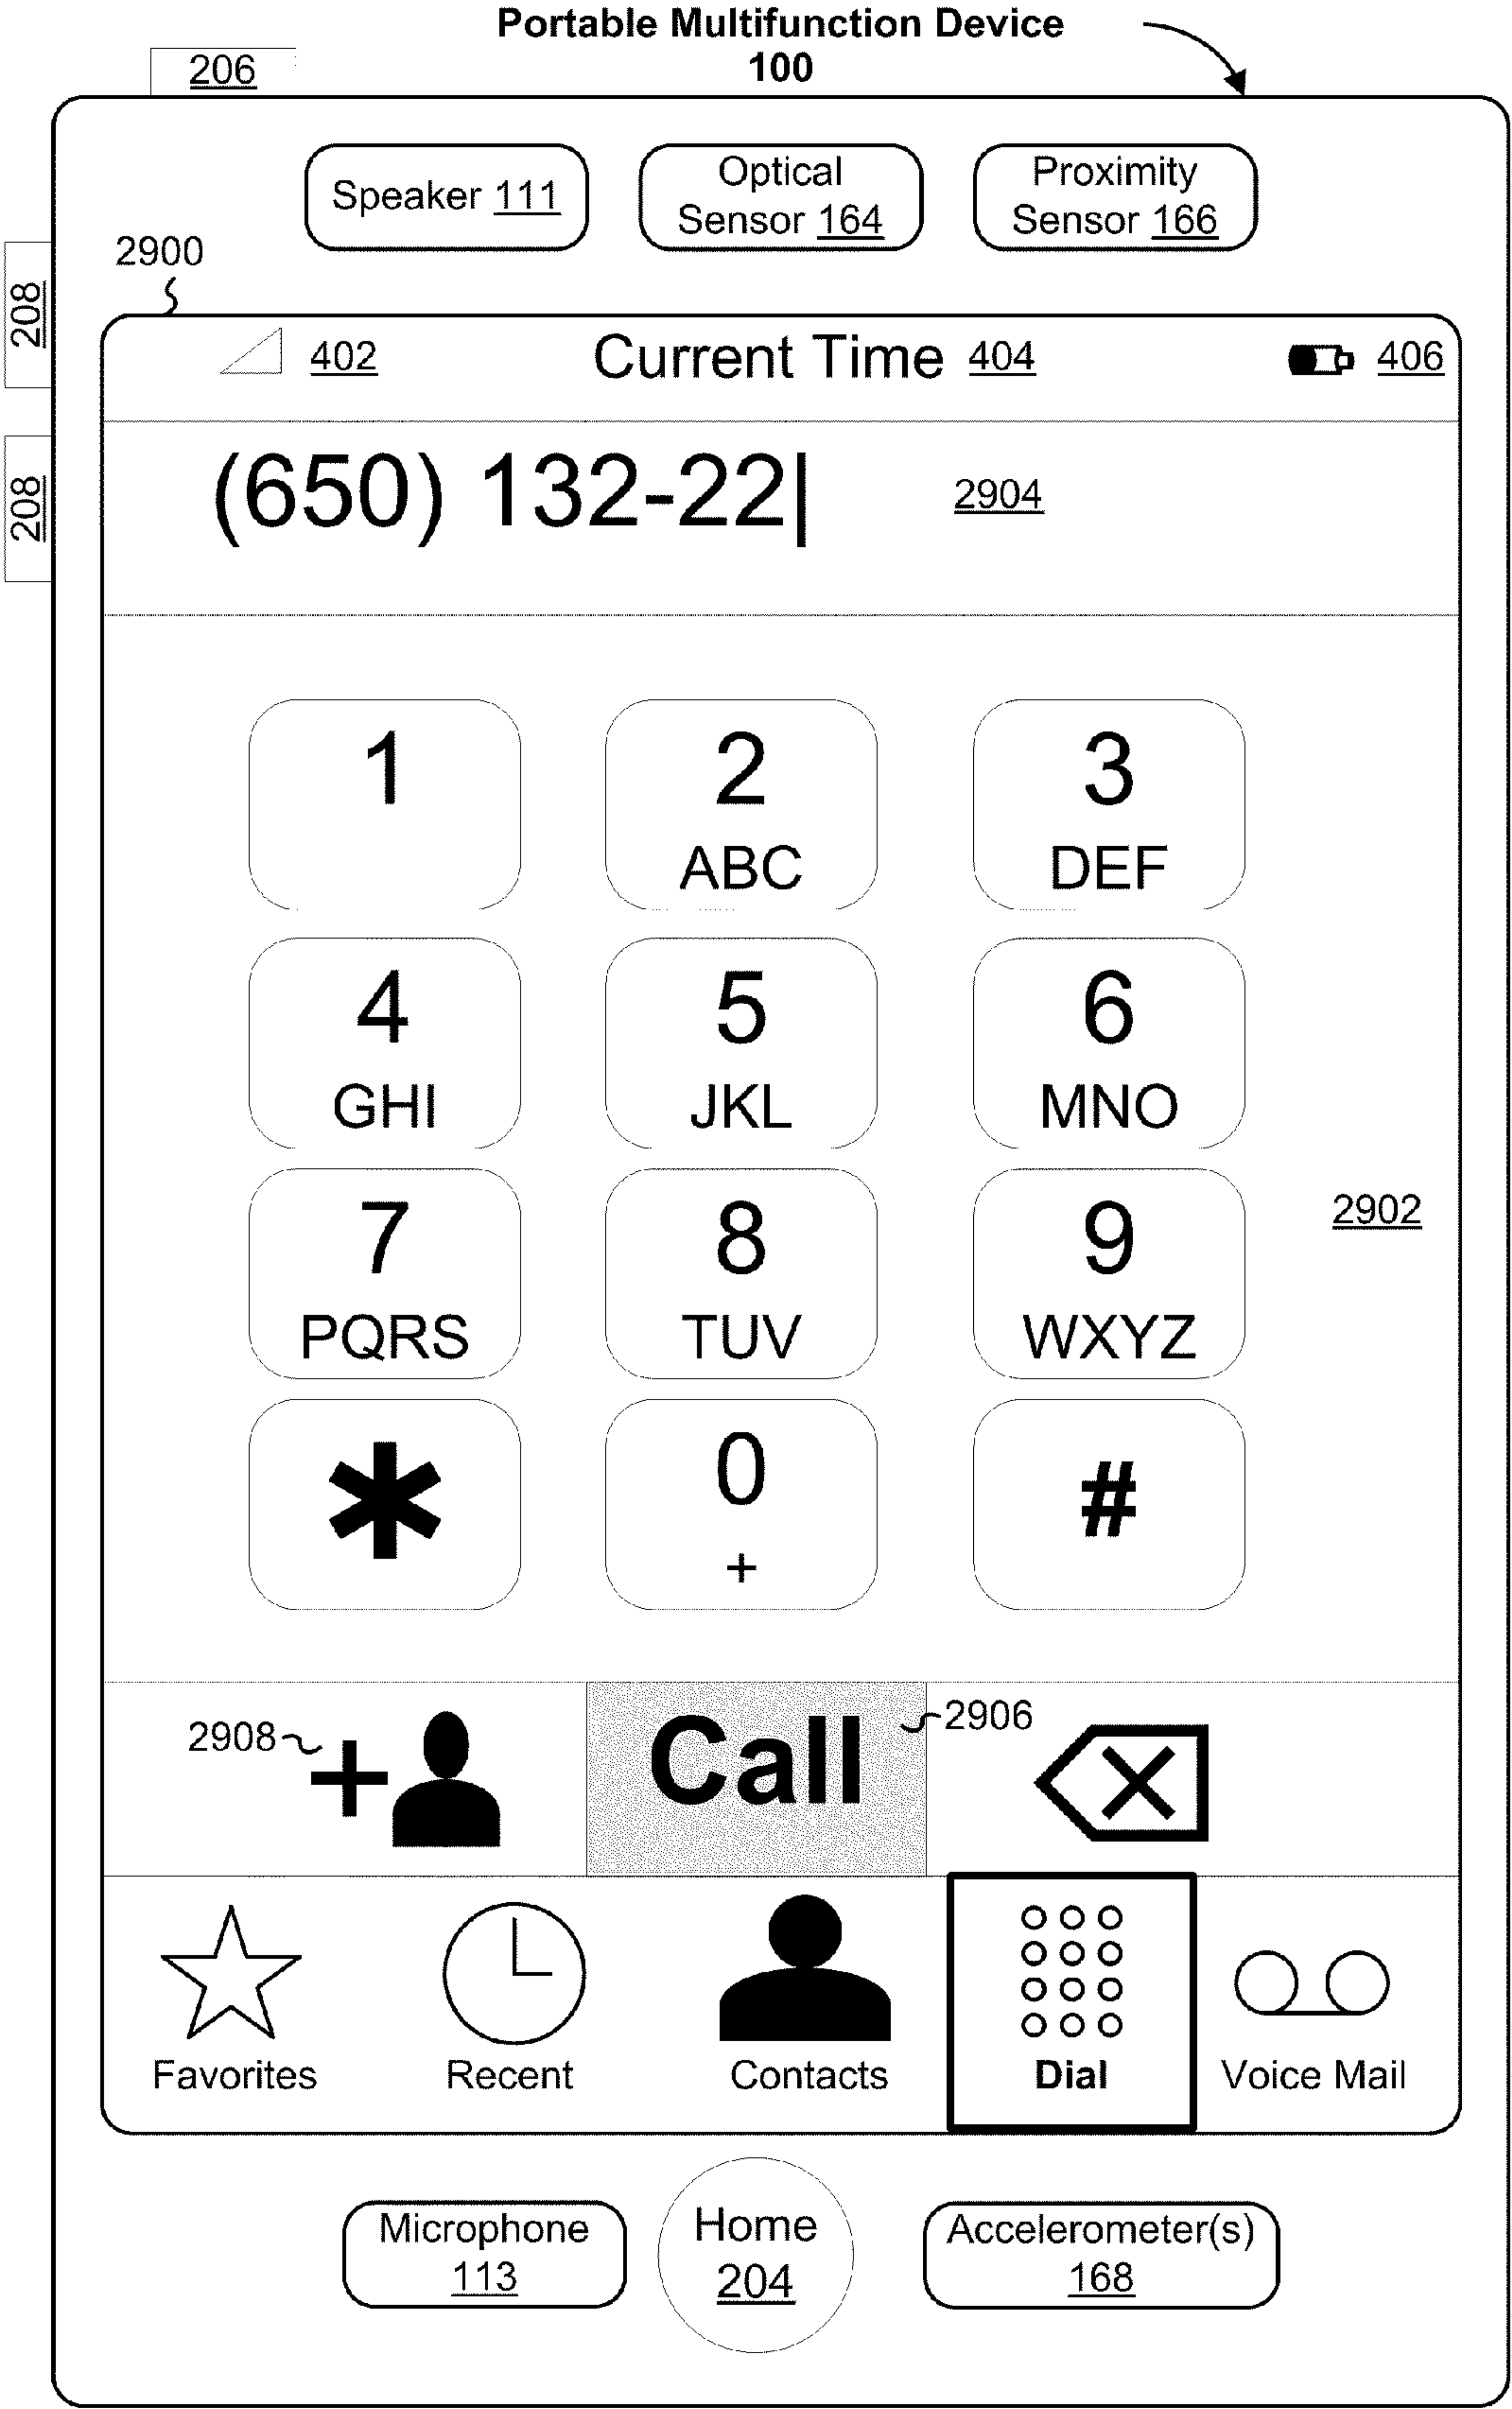 Portable Multifunction Device
100
206
Speaker 111
Optical
Sensor 164
Proximity
Sensor 166
2900
208
208
402
Current Time 404
406
(650) 132-22|
2904
1
2
ABC
3
DEF
4
GHI
5
JKL
6
MNO
7
PQRS
8
TUV
9
WXYZ
2902
*
0
+
#
2908
+
Call
2906
Favorites
Recent
Contacts
Dial
Voice Mail
Microphone
113
Home
204
Accelerometer(s)
168